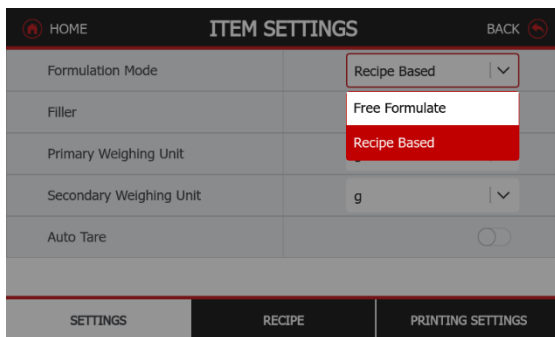 HOME
ITEM SETTINGS
BACK
Formulation Mode
Recipe Based
Free Formulate
Filler
Recipe Based
Primary Weighing Unit
Secondary Weighing Unit
g
Auto Tare
SETTINGS
RECIPE
PRINTING SETTINGS